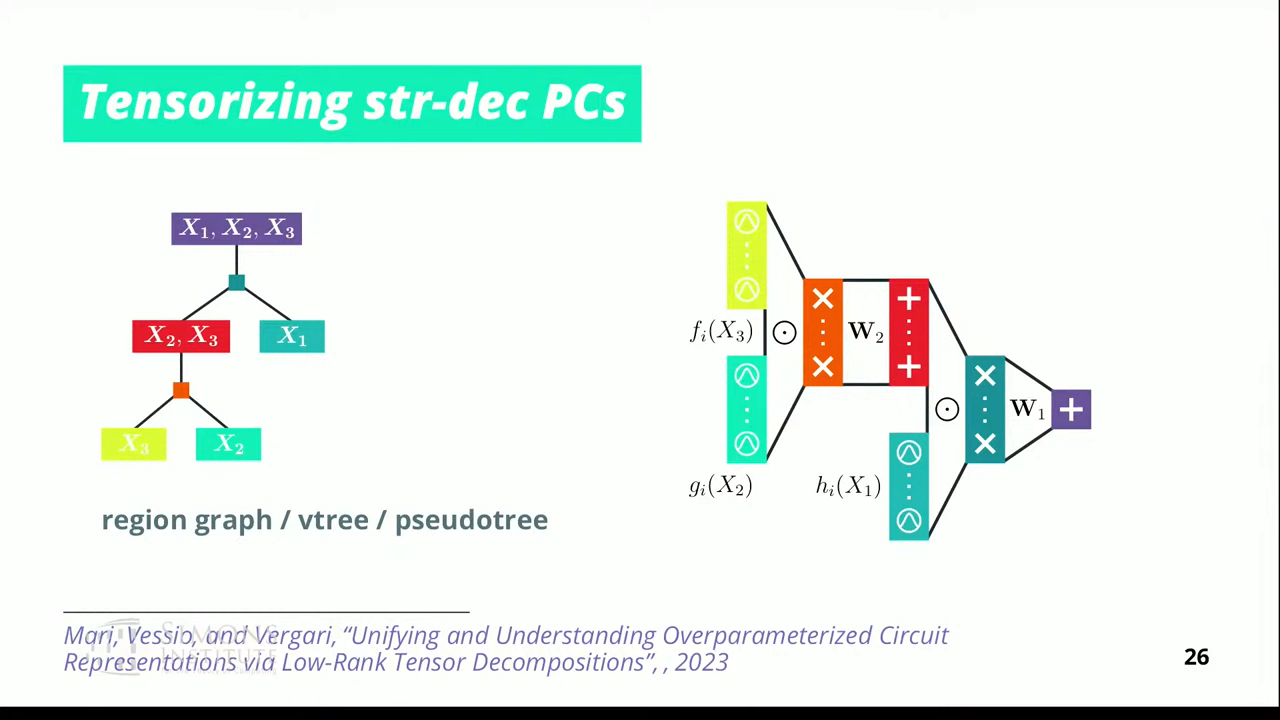 Tensorizing str-dec PCs
X₁, X₂, X₃
X₂, X₃
X₁
X₃
X₂
region graph / vtree / pseudotree
fᵢ(X₃)
⊙
×
×
W₂
+
+
gᵢ(X₂)
hᵢ(X₁)
⊙
×
×
W₁
+
Mari, Vessio, and Vergari, “Unifying and Understanding Overparameterized Circuit
Representations via Low-Rank Tensor Decompositions”, , 2023
SIMONS
INSTITUTE
26